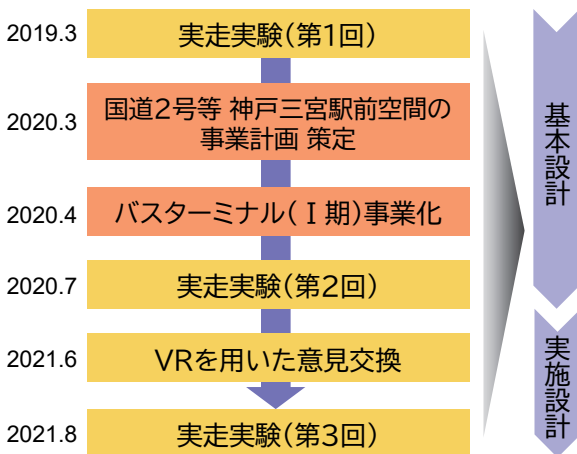 2019.3
実走実験(第1回)
2020.3
国道2号等 神戸三宮駅前空間の
事業計画 策定
2020.4
バスターミナル(Ⅰ期)事業化
2020.7
実走実験(第2回)
2021.6
VRを用いた意見交換
2021.8
実走実験(第3回)
基本設計
実施設計